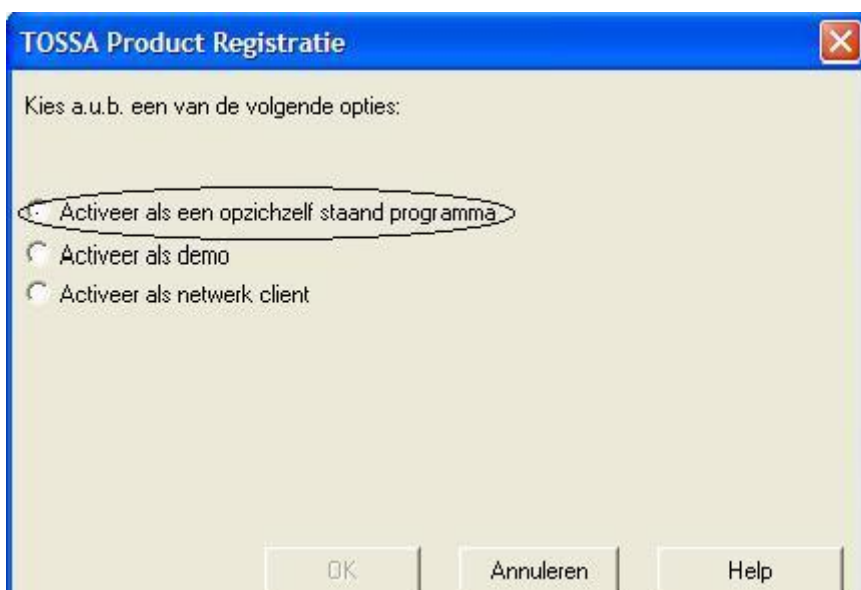 TOSSA Product Registratie
Kies a.u.b. een van de volgende opties:
Activeer als een opzichzelf staand programma
Activeer als demo
Activeer als netwerk client
OK Annuleren Help